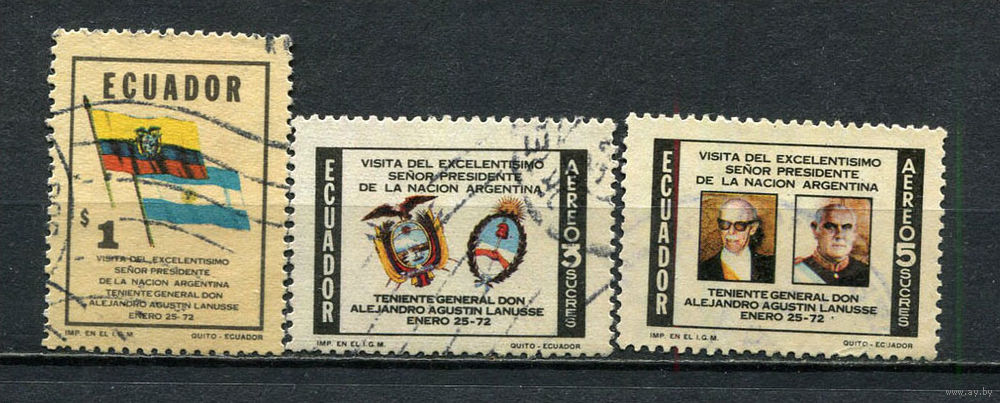 ECUADOR
$1
VISITA DEL EXCELENTISIMO
SEÑOR PRESIDENTE
DE LA NACION ARGENTINA
TENIENTE GENERAL DON
ALEJANDRO AGUSTIN LANUSSE
ENERO 25-72
IMP. EN EL I.G.M. QUITO-ECUADOR
ECUADOR
VISITA DEL EXCELENTISIMO
SEÑOR PRESIDENTE
DE LA NACION ARGENTINA
TENIENTE GENERAL DON
ALEJANDRO AGUSTIN LANUSSE
ENERO 25-72
AEREO 3 SUCRES
IMP. EN EL I.G.M. QUITO-ECUADOR
ECUADOR
VISITA DEL EXCELENTISIMO
SEÑOR PRESIDENTE
DE LA NACION ARGENTINA
TENIENTE GENERAL DON
ALEJANDRO AGUSTIN LANUSSE
ENERO 25-72
AEREO 5 SUCRES
IMP. EN EL I.G.M. QUITO-ECUADOR
www.ay.by